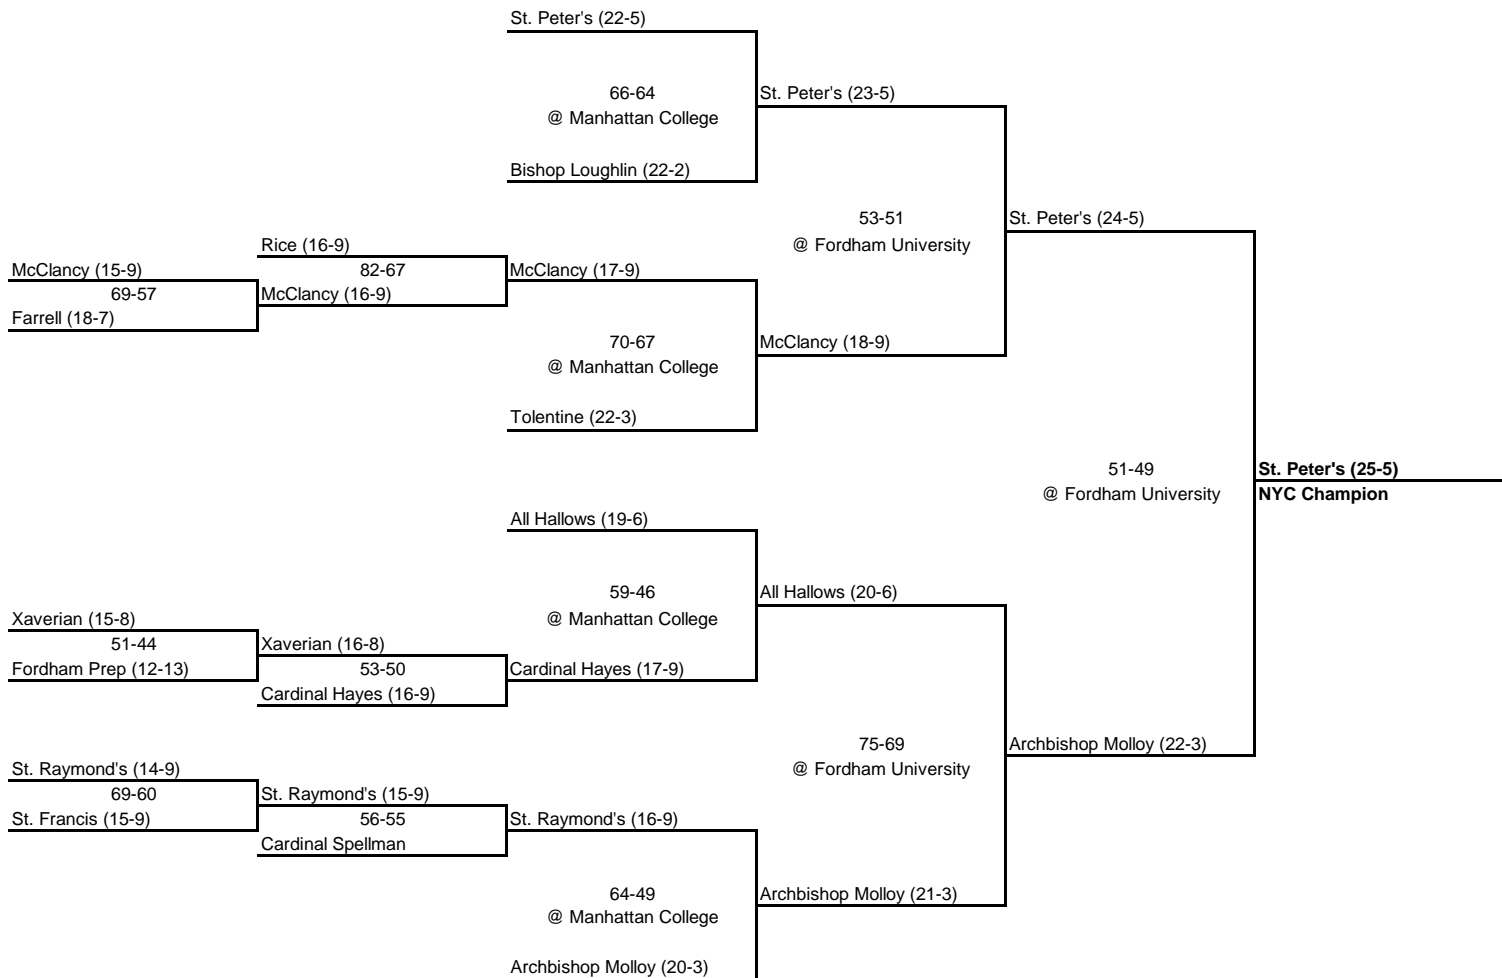 St. Peter's (22-5)
66-64
@ Manhattan College
St. Peter's (23-5)
Bishop Loughlin (22-2)
53-51
@ Fordham University
St. Peter's (24-5)
Rice (16-9)
McClancy (15-9)
82-67
McClancy (17-9)
69-57
McClancy (16-9)
Farrell (18-7)
70-67
@ Manhattan College
McClancy (18-9)
Tolentine (22-3)
51-49
@ Fordham University
St. Peter's (25-5)
NYC Champion
All Hallows (19-6)
59-46
@ Manhattan College
All Hallows (20-6)
Xaverian (15-8)
51-44
Xaverian (16-8)
Fordham Prep (12-13)
53-50
Cardinal Hayes (17-9)
Cardinal Hayes (16-9)
75-69
@ Fordham University
Archbishop Molloy (22-3)
St. Raymond's (14-9)
69-60
St. Raymond's (15-9)
St. Francis (15-9)
56-55
St. Raymond's (16-9)
Cardinal Spellman
64-49
@ Manhattan College
Archbishop Molloy (21-3)
Archbishop Molloy (20-3)